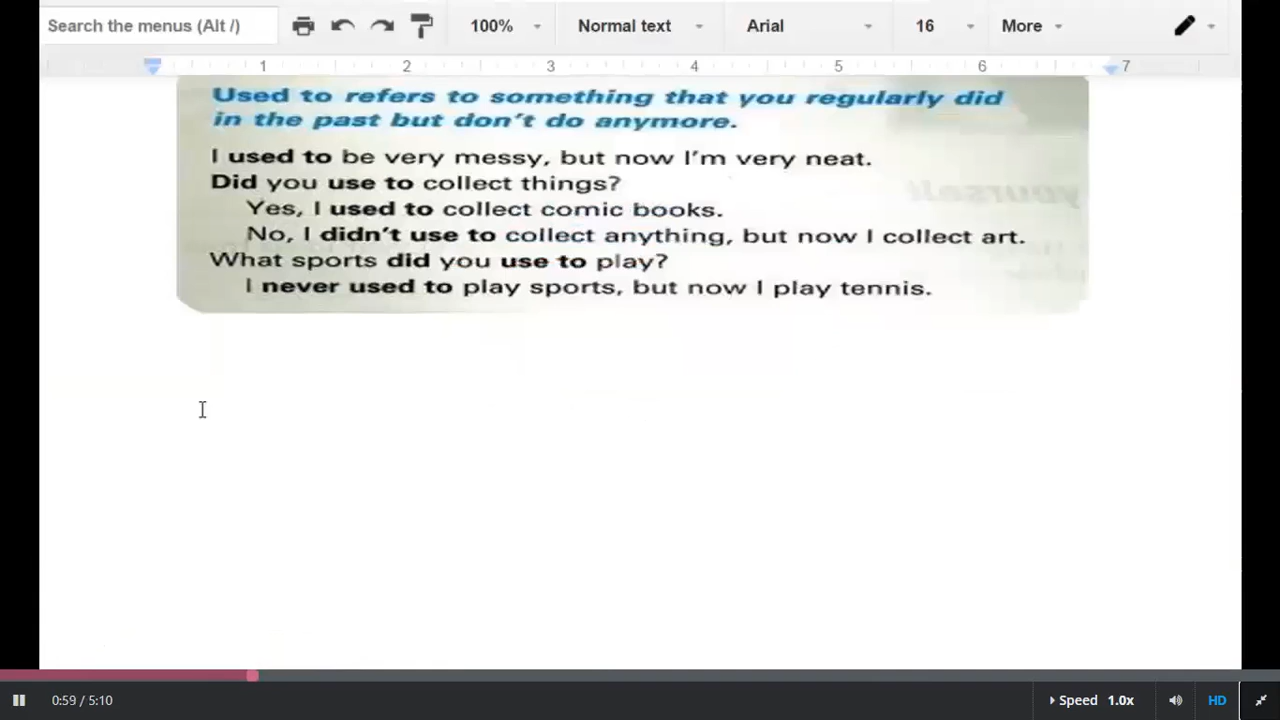 Search the menus (Alt /) 100% Normal text Arial 16 More
1 2 3 4 5 6 7
Used to refers to something that you regularly did
in the past but don't do anymore.
I used to be very messy, but now I'm very neat.
Did you use to collect things?
Yes, I used to collect comic books.
No, I didn't use to collect anything, but now I collect art.
What sports did you use to play?
I never used to play sports, but now I play tennis.
0:59 / 5:10 Speed 1.0x HD